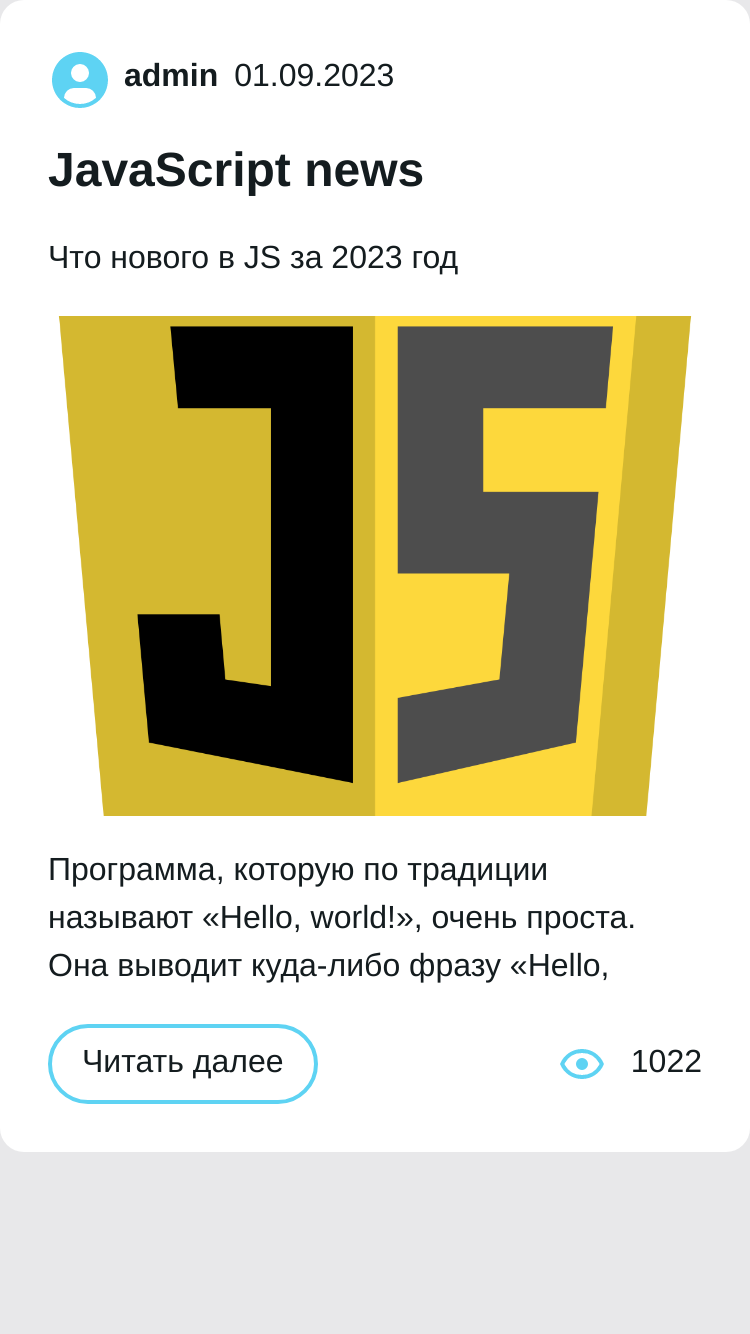 admin 01.09.2023
JavaScript news
Что нового в JS за 2023 год
JS
Программа, которую по традиции
называют «Hello, world!», очень проста.
Она выводит куда-либо фразу «Hello,
Читать далее 1022